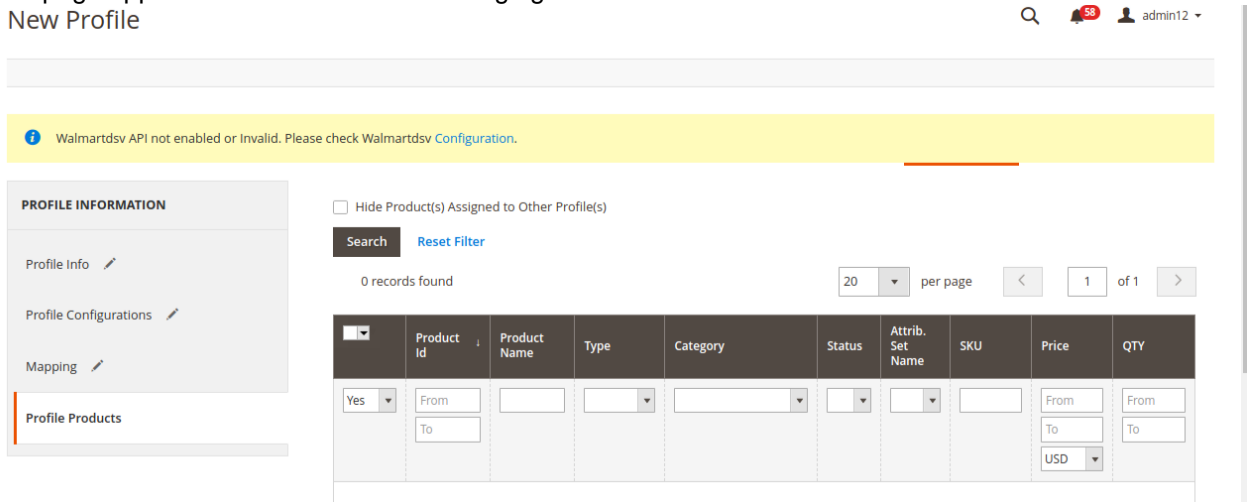 New Profile
58
admin12
Walmartdsv API not enabled or Invalid. Please check Walmartdsv Configuration.
PROFILE INFORMATION
Profile Info
Profile Configurations
Mapping
Profile Products
Hide Product(s) Assigned to Other Profile(s)
Search Reset Filter
0 records found
20 per page 1 of 1
Product Id ↓ Product Name Type Category Status Attrib. Set Name SKU Price QTY
Yes From From From
To To To
USD